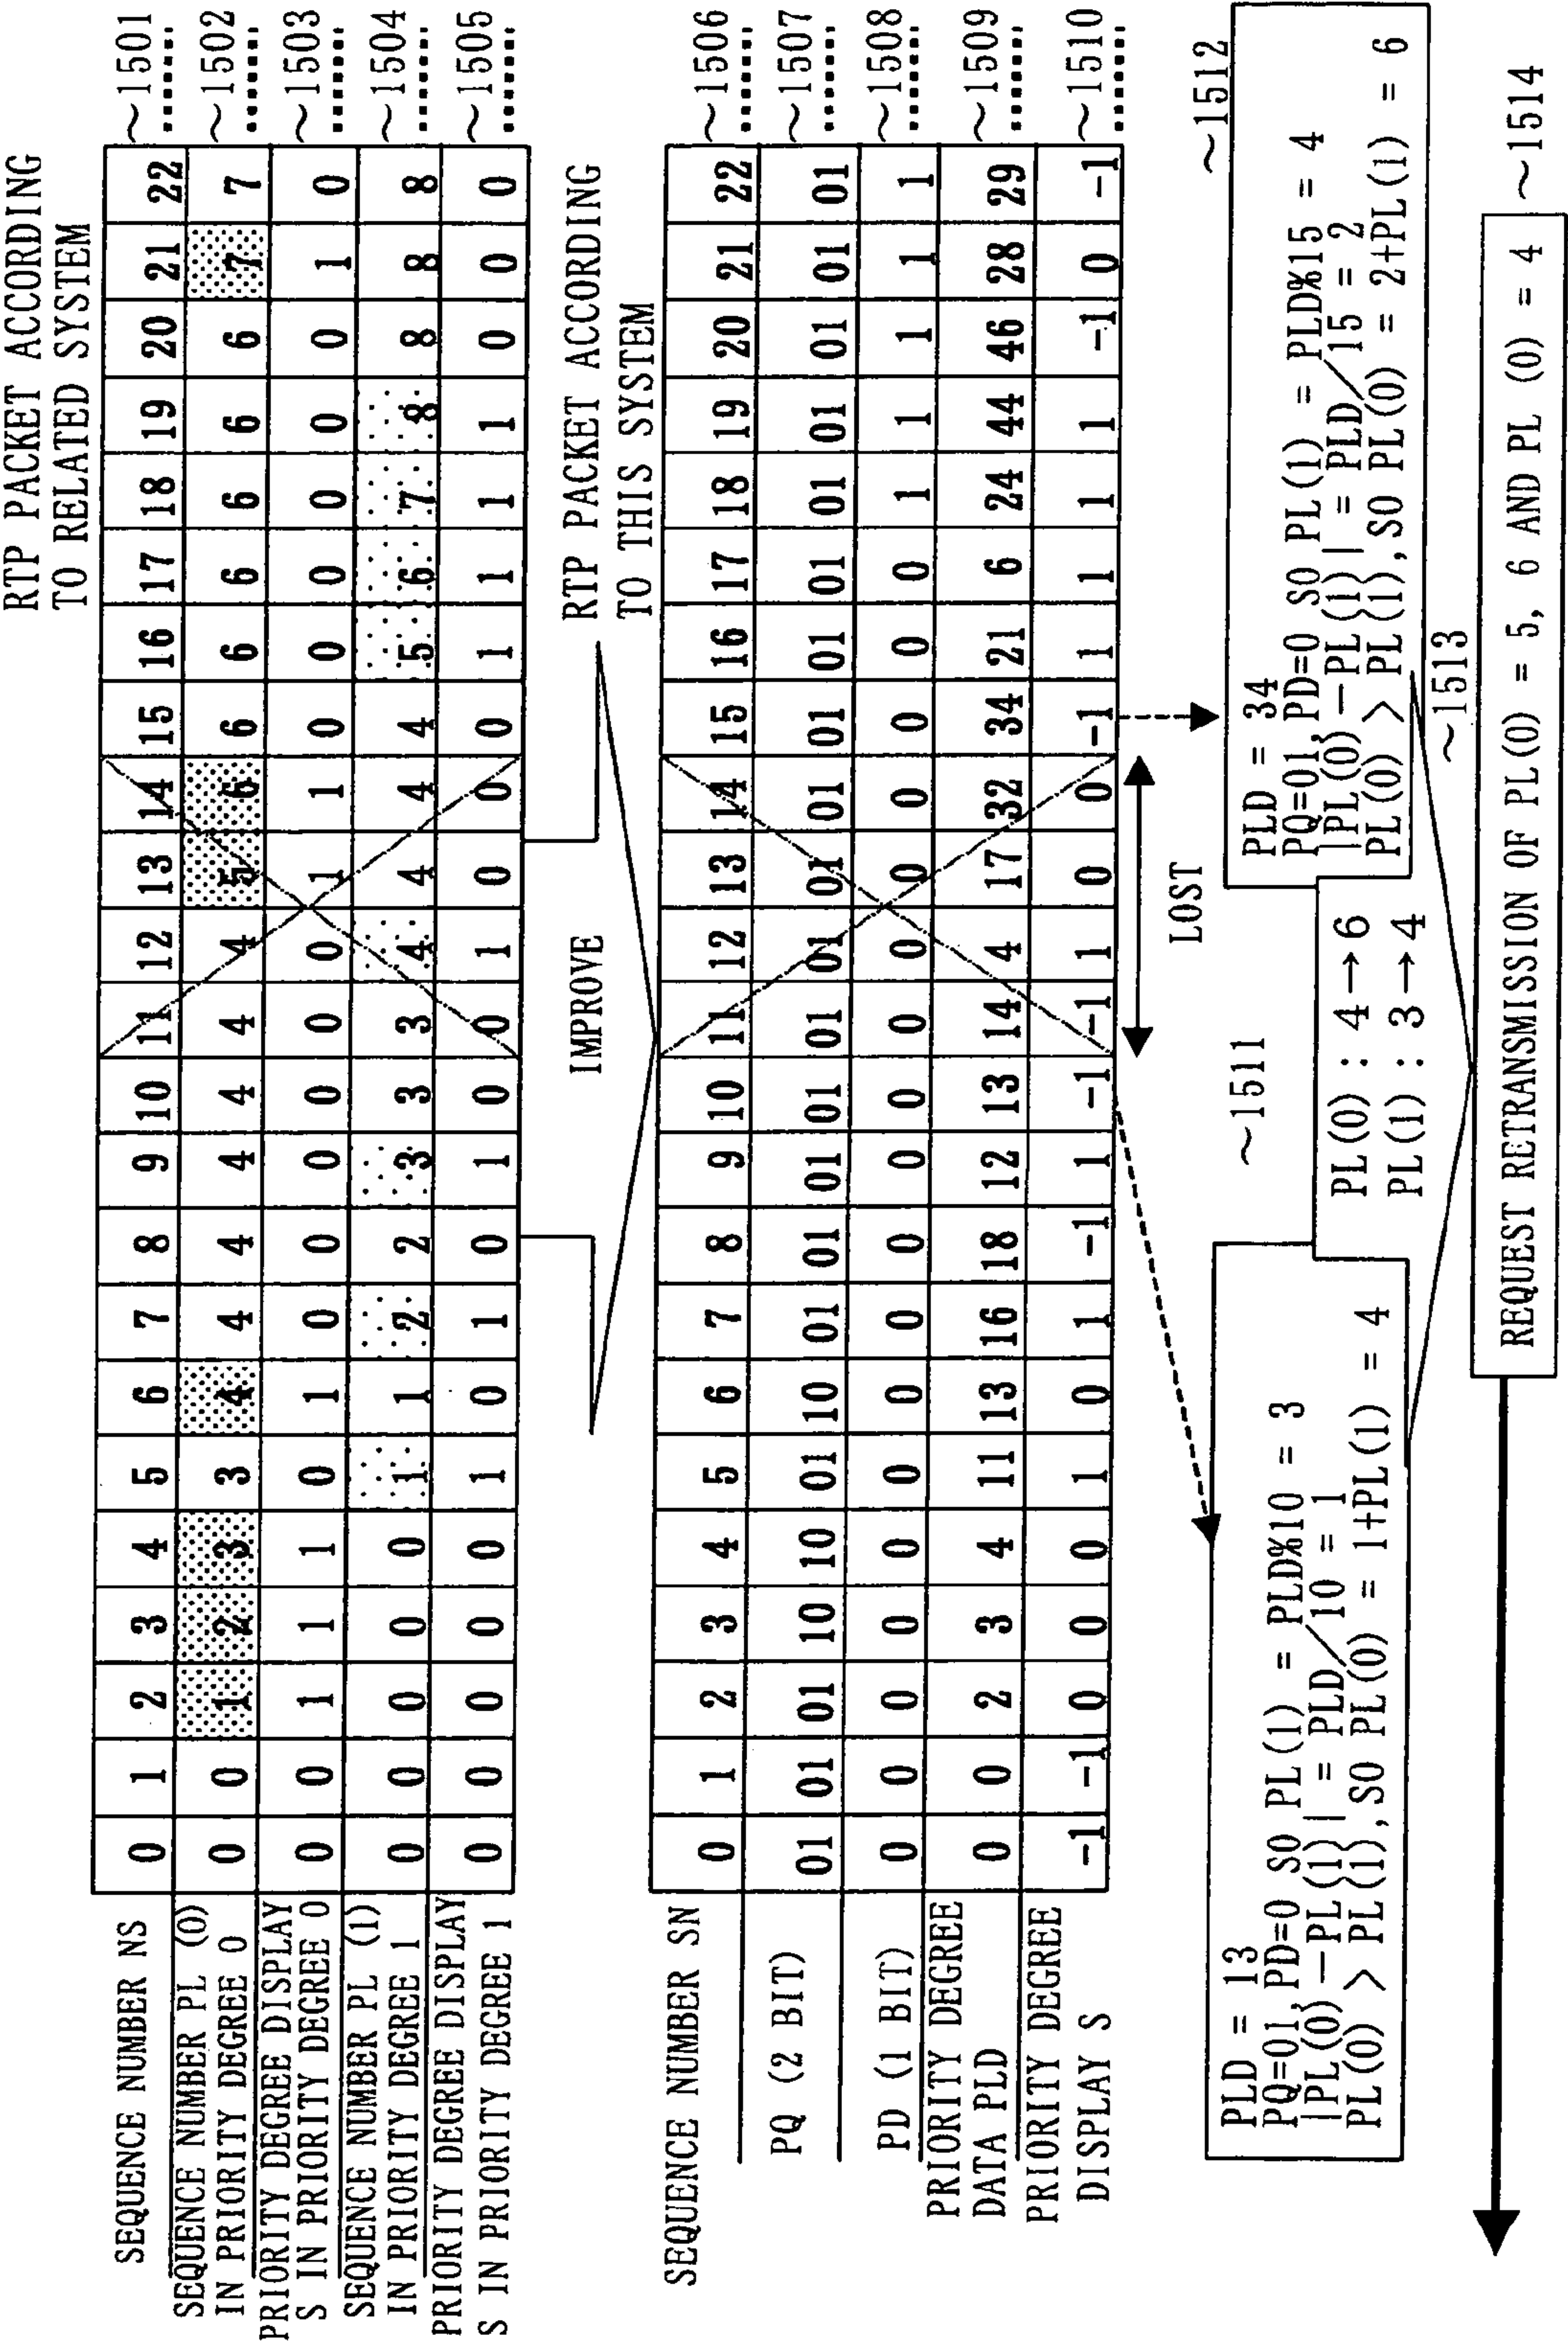 RTP PACKET ACCORDING
TO RELATED SYSTEM
SEQUENCE NUMBER NS 0 1 2 3 4 5 6 7 8 9 10 11 12 13 14 15 16 17 18 19 20 21 22 ~1501
SEQUENCE NUMBER PL (0)
IN PRIORITY DEGREE 0 0 0 1 2 3 3 4 4 4 4 4 4 4 5 6 6 6 6 6 6 6 7 7 ~1502
PRIORITY DEGREE DISPLAY
S IN PRIORITY DEGREE 0 0 0 1 1 1 0 1 0 0 0 0 0 0 1 1 0 0 0 0 0 0 1 0 ~1503
SEQUENCE NUMBER PL (1)
IN PRIORITY DEGREE 1 0 0 0 0 0 1 1 2 2 3 3 3 4 4 4 4 5 6 7 8 8 8 8 ~1504
PRIORITY DEGREE DISPLAY
S IN PRIORITY DEGREE 1 0 0 0 0 0 1 0 1 0 1 0 0 1 0 0 0 1 1 1 1 0 0 0 ~1505
IMPROVE
RTP PACKET ACCORDING
TO THIS SYSTEM
SEQUENCE NUMBER SN 0 1 2 3 4 5 6 7 8 9 10 11 12 13 14 15 16 17 18 19 20 21 22 ~1506
PQ (2 BIT) 01 01 01 10 10 01 10 01 01 01 01 01 01 01 01 01 01 01 01 01 01 01 01 ~1507
PD (1 BIT) 0 0 0 0 0 0 0 0 0 0 0 0 0 0 0 0 0 0 1 1 1 1 1 ~1508
PRIORITY DEGREE
DATA PLD 0 0 2 3 4 11 13 16 18 12 13 14 4 17 32 34 21 6 24 44 46 28 29 ~1509
PRIORITY DEGREE
DISPLAY S -1 -1 0 0 0 1 0 1 -1 1 -1 -1 1 0 0 -1 1 1 1 1 -1 0 -1 ~1510
LOST
PLD = 13
PQ=01, PD=0 SO PL(1) = PLD%10 = 3
|PL(0)-PL(1)| = PLD/10 = 1
PL(0) > PL(1), SO PL(0) = 1+PL(1) = 4
~1511
PL(0) : 4→6
PL(1) : 3→4
~1513
PLD = 34
PQ=01, PD=0 SO PL(1) = PLD%15 = 4
|PL(0)-PL(1)| = PLD/15 = 2
PL(0) > PL(1), SO PL(0) = 2+PL(1) = 6
~1512
REQUEST RETRANSMISSION OF PL(0) = 5, 6 AND PL (0) = 4 ~1514